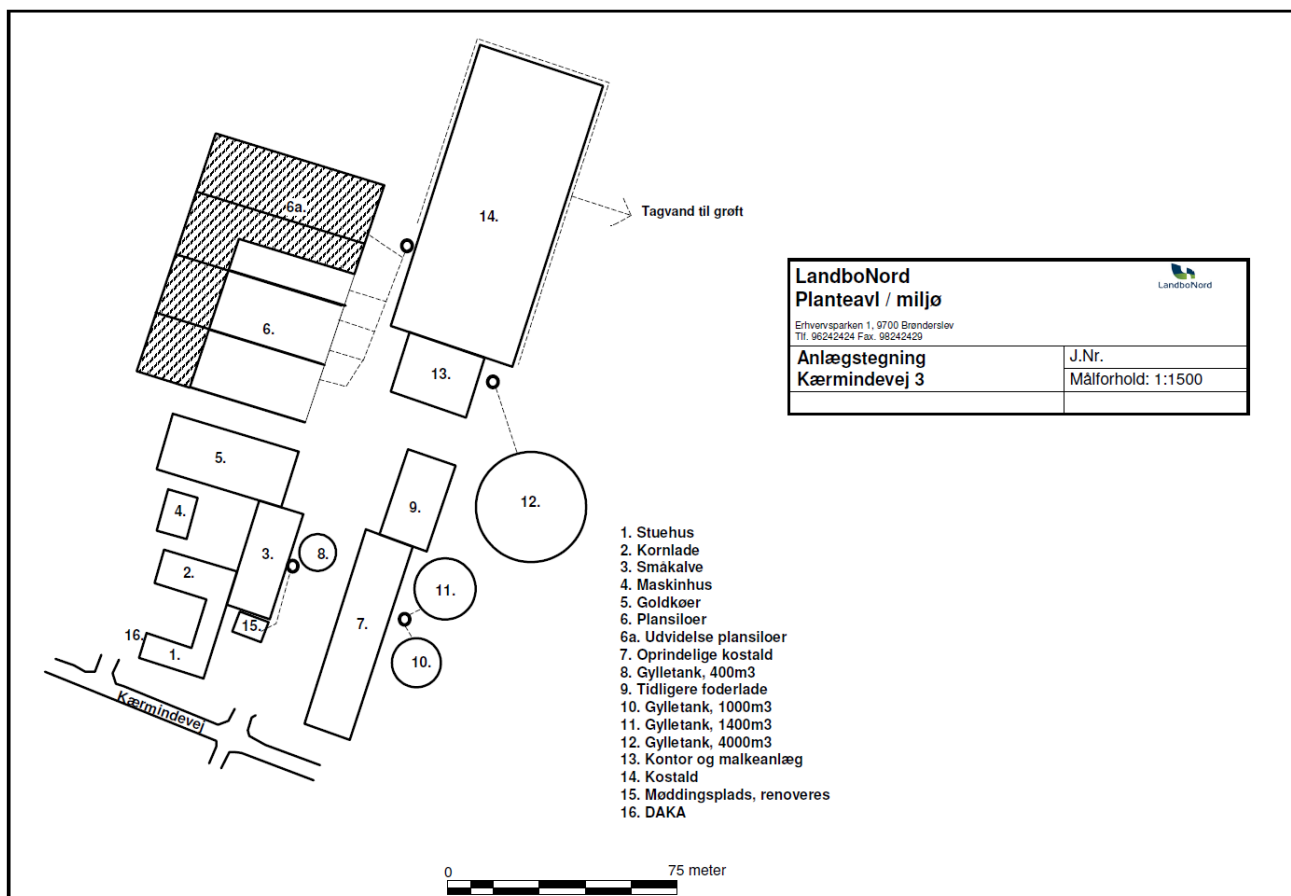 6a.
14.
Tagvand til grøft
6.
13.
5.
4.
9.
12.
3.
8.
2.
11.
7.
15.
16.
1.
10.
Kærmindevej
LandboNord
Planteavl / miljø
LandboNord
Erhvervsparken 1, 9700 Brønderslev
Tlf. 96242424 Fax. 98242429
Anlægstegning
Kærmindevej 3
J.Nr.
Målforhold: 1:1500
1. Stuehus
2. Kornlade
3. Småkalve
4. Maskinhus
5. Goldkøer
6. Plansiloer
6a. Udvidelse plansiloer
7. Oprindelige kostald
8. Gylletank, 400m3
9. Tidligere foderlade
10. Gylletank, 1000m3
11. Gylletank, 1400m3
12. Gylletank, 4000m3
13. Kontor og malkeanlæg
14. Kostald
15. Møddingsplads, renoveres
16. DAKA
0 75 meter